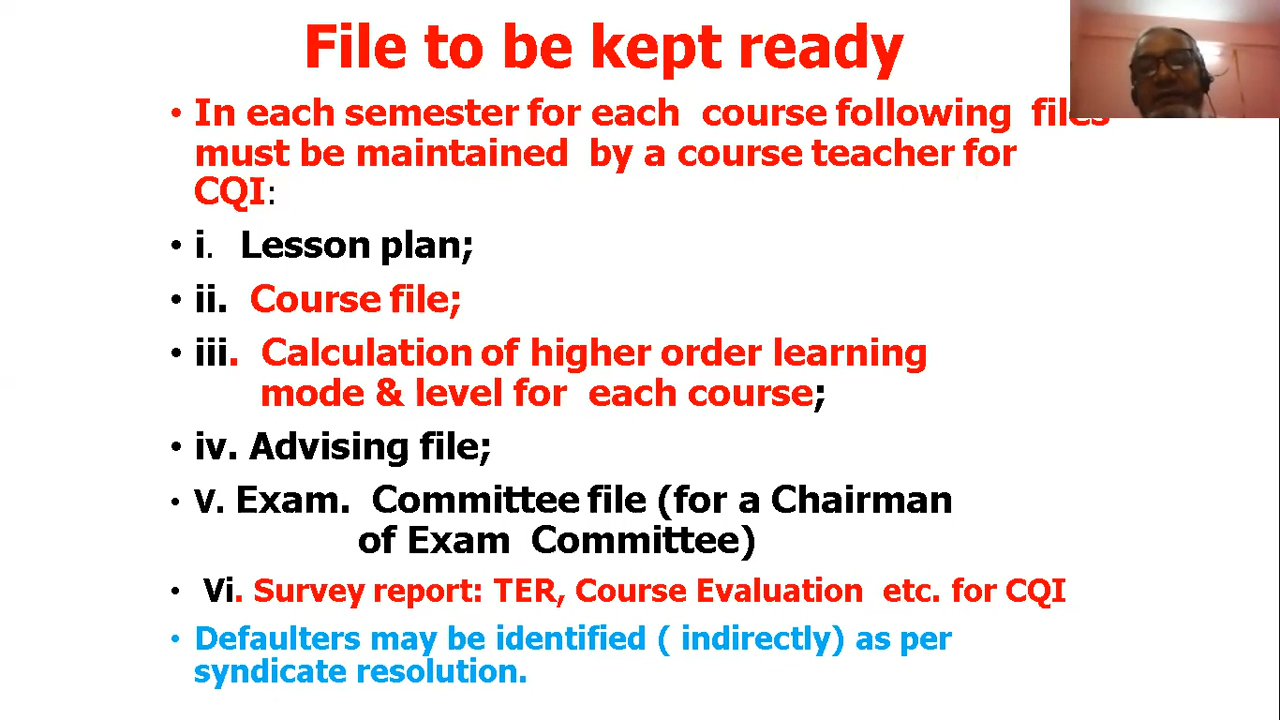 File to be kept ready
• In each semester for each course following files
must be maintained by a course teacher for
CQI:
• i. Lesson plan;
• ii. Course file;
• iii. Calculation of higher order learning
mode & level for each course;
• iv. Advising file;
• V. Exam. Committee file (for a Chairman
of Exam Committee)
• Vi. Survey report: TER, Course Evaluation etc. for CQI
• Defaulters may be identified ( indirectly) as per
syndicate resolution.